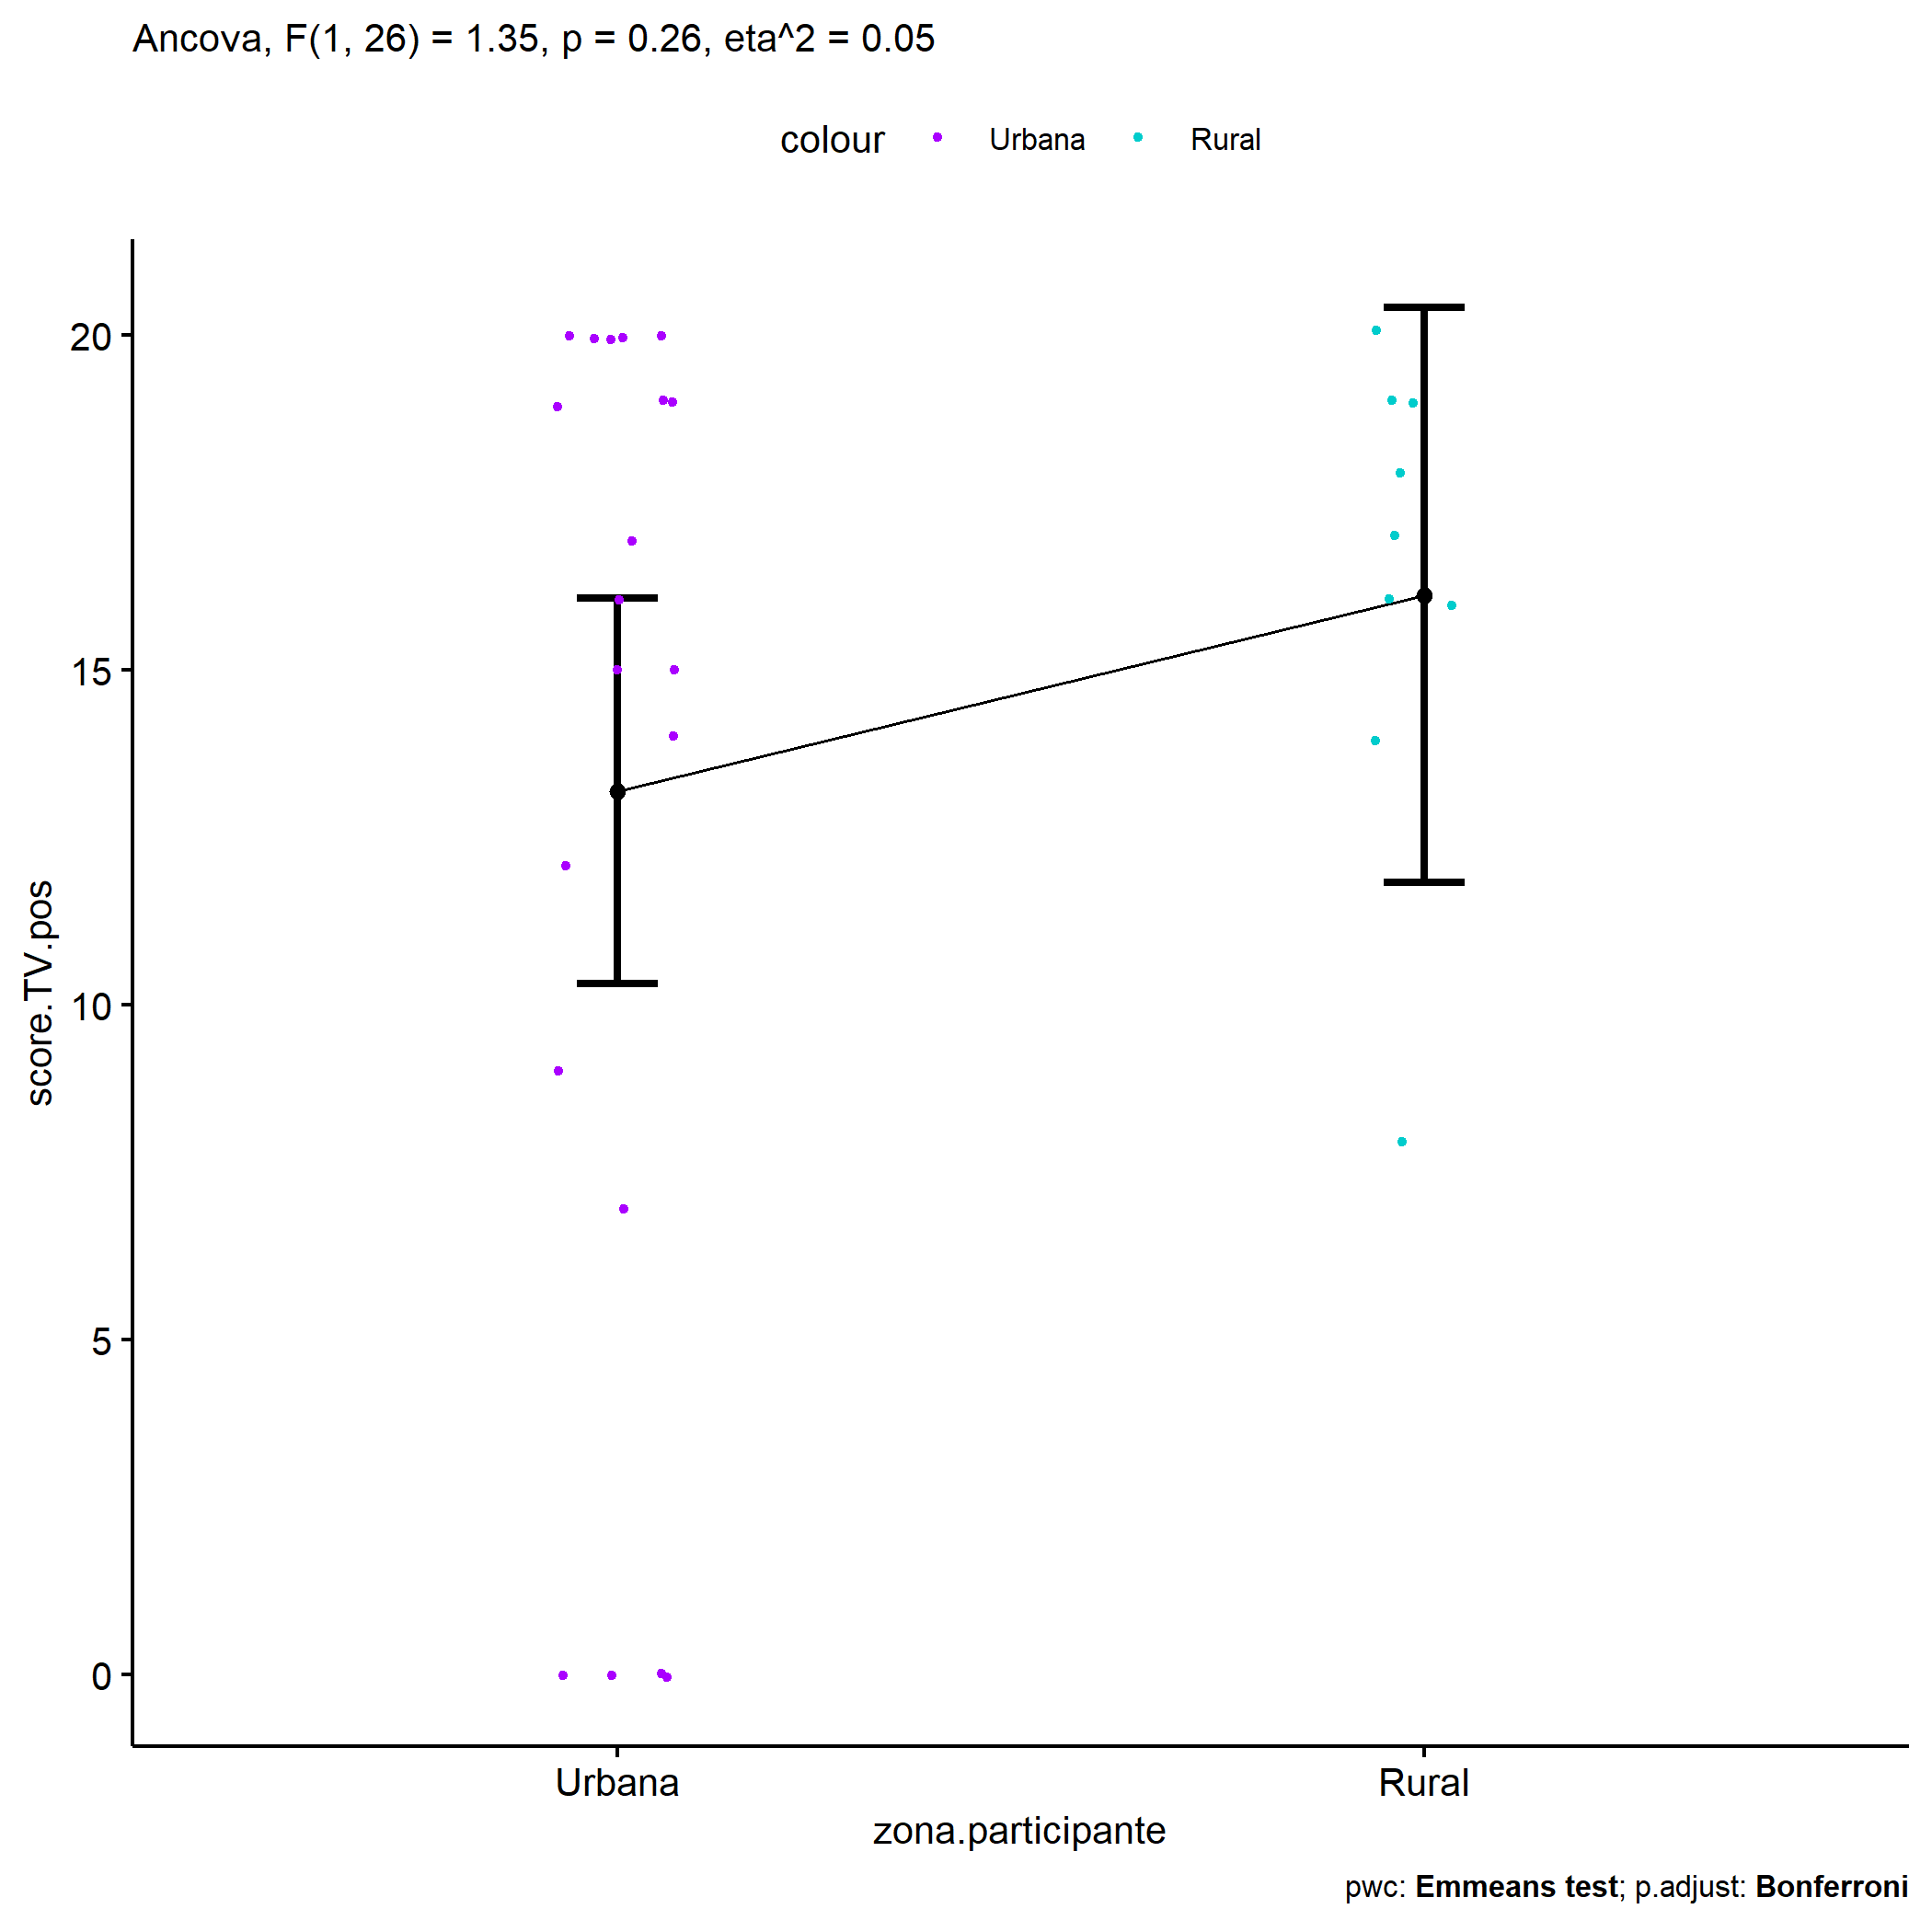 Ancova, F(1, 26) = 1.35, p = 0.26, eta^2 = 0.05
colour Urbana Rural
score.TV.pos
20
15
10
5
0
Urbana Rural
zona.participante
pwc: Emmeans test; p.adjust: Bonferroni